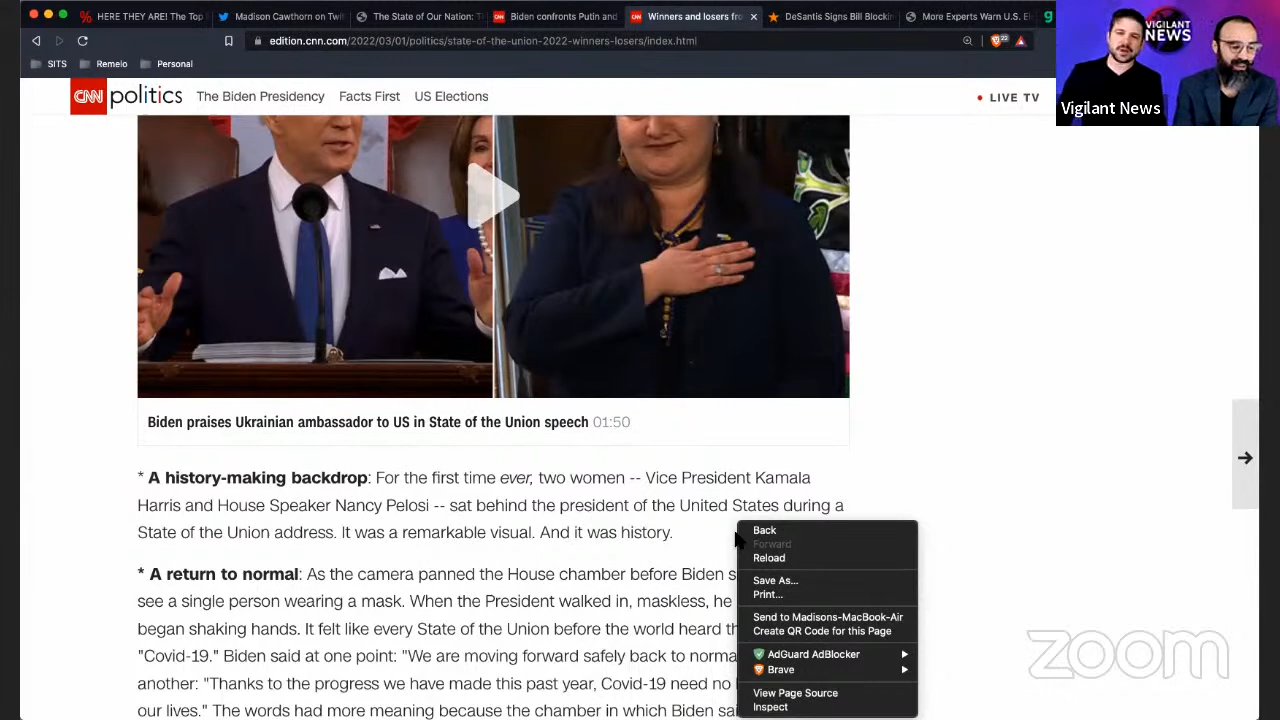 HERE THEY ARE! The Top
Madison Cawthorn on Twit
The State of Our Nation: T
Biden confronts Putin and
Winners and losers fro
DeSantis Signs Bill Blockin
More Experts Warn U.S. El
edition.cnn.com/2022/03/01/politics/state-of-the-union-2022-winners-losers/index.html
22
SITS
Remeio
Personal
VIGILANT
NEWS
Vigilant News
CNN politics
The Biden Presidency
Facts First
US Elections
LIVE TV
Biden praises Ukrainian ambassador to US in State of the Union speech 01:50
* A history-making backdrop: For the first time ever, two women -- Vice President Kamala
Harris and House Speaker Nancy Pelosi -- sat behind the president of the United States during a
State of the Union address. It was a remarkable visual. And it was history.
* A return to normal: As the camera panned the House chamber before Biden s
see a single person wearing a mask. When the President walked in, maskless, he
began shaking hands. It felt like every State of the Union before the world heard th
"Covid-19." Biden said at one point: "We are moving forward safely back to norma
another: "Thanks to the progress we have made this past year, Covid-19 need no
our lives." The words had more meaning because the chamber in which Biden sai
Back
Forward
Reload
Save As...
Print...
Send to Madisons-MacBook-Air
Create QR Code for this Page
AdGuard AdBlocker
Brave
View Page Source
Inspect
zoom